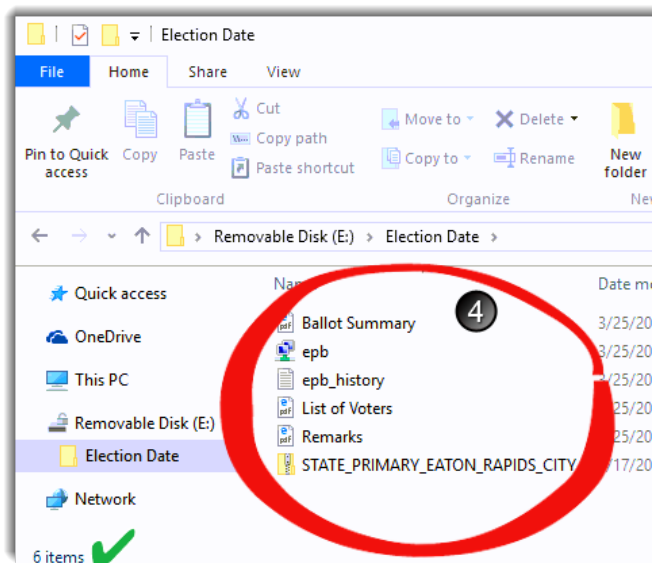 Election Date
File Home Share View
Pin to Quick access
Copy
Paste
Cut
Copy path
Paste shortcut
Move to
Copy to
Delete
Rename
New folder
Clipboard
Organize
Removable Disk (E:) > Election Date >
Quick access
OneDrive
This PC
Removable Disk (E:)
Election Date
Network
4
Ballot Summary
epb
epb_history
List of Voters
Remarks
STATE_PRIMARY_EATON_RAPIDS_CITY
3/25/20
3/25/20
6 items